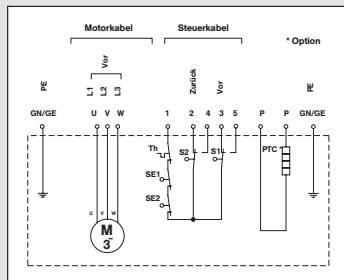 Motorkabel
Steuerkabel
* Option
Vor
Zurück
Vor
PE
L1
L2
L3
PE
GN/GE
U
V
W
1
2
4
3
5
P
P
GN/GE
Th
S2
S1
PTC *
SE1
SE2
U
V
W
M
3~